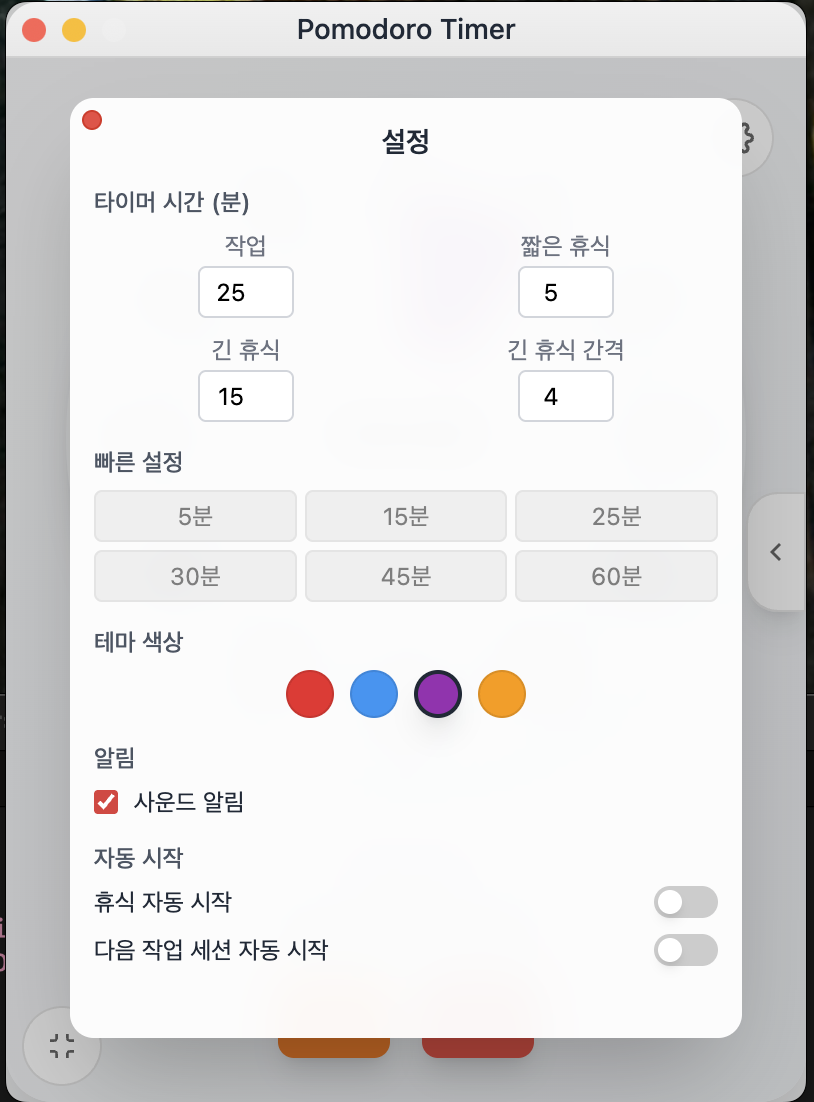 Pomodoro Timer
설정
타이머 시간 (분)
작업
짧은 휴식
25
5
긴 휴식
긴 휴식 간격
15
4
빠른 설정
5분
15분
25분
30분
45분
60분
테마 색상
알림
사운드 알림
자동 시작
휴식 자동 시작
다음 작업 세션 자동 시작